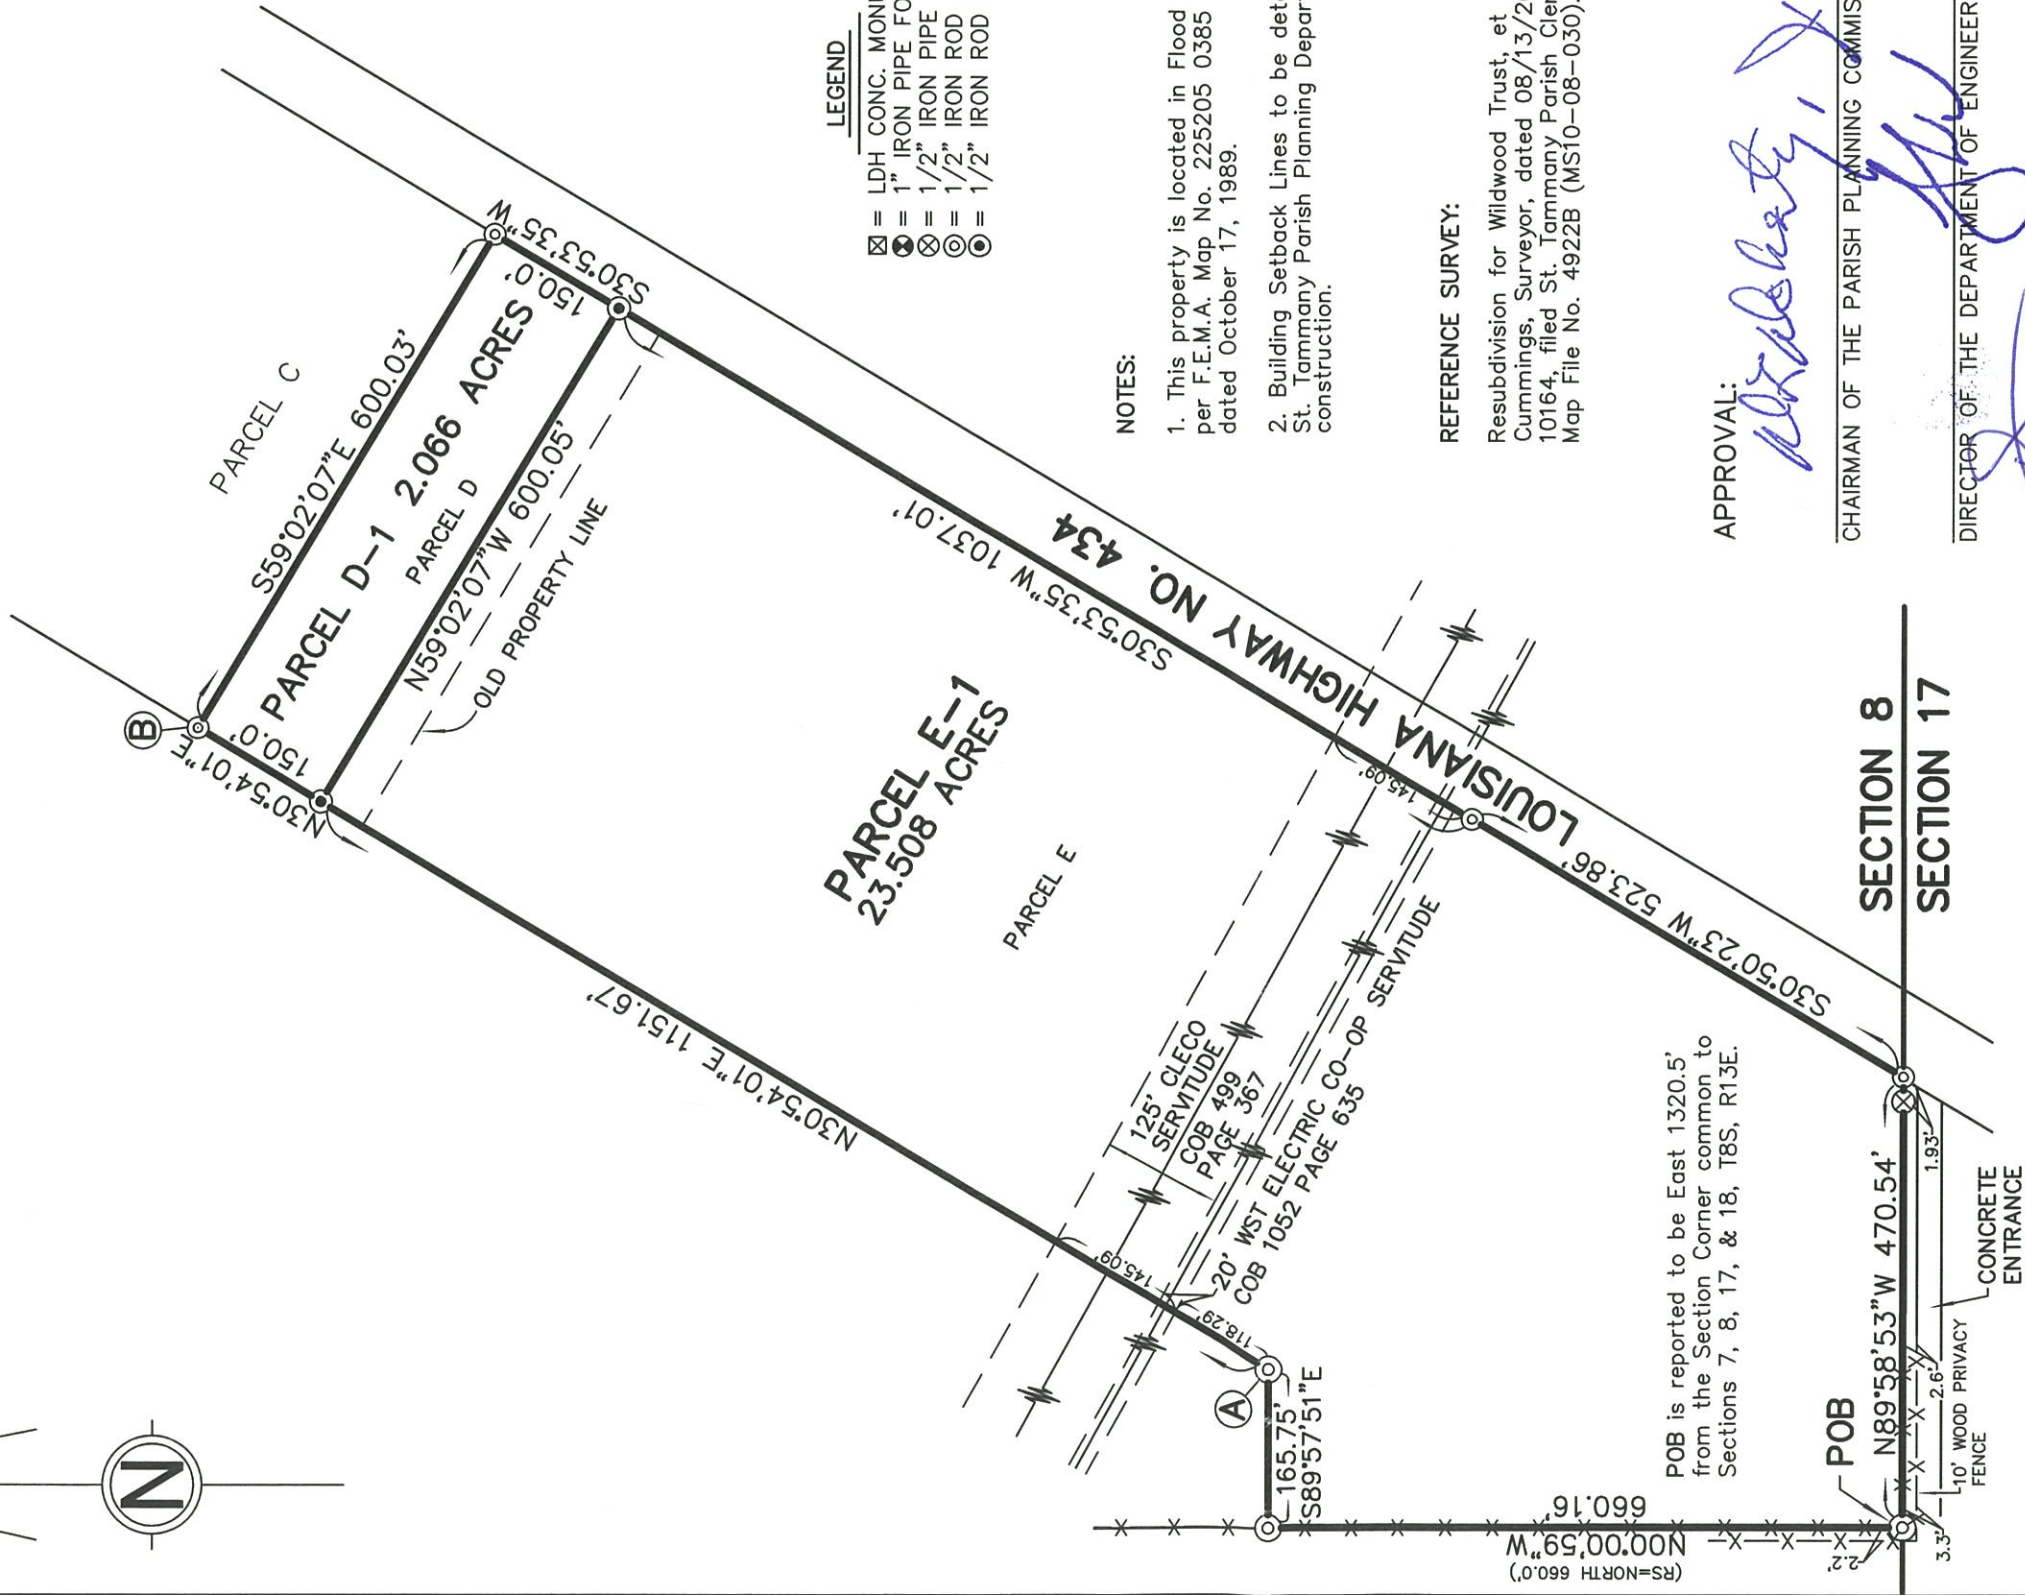 N
B
PARCEL C
S59°02'07"E 600.03'
PARCEL D-1 2.066 ACRES
PARCEL D
N59°02'07"W 600.05'
OLD PROPERTY LINE
N30°54'01"E
150.0'
150.0'
S30°53'35"W
N30°54'01"E 1151.67'
S30°53'35"W 1037.01'
PARCEL E-1
23.508 ACRES
PARCEL E
LOUISIANA HIGHWAY NO. 434
125' CLECO
SERVITUDE
COB 499
PAGE 367
20' WST ELECTRIC CO-OP SERVITUDE
COB 1052 PAGE 635
145.09'
145.09'
118.29'
A
165.75'
S89°57'51"E
S30°50'23"W 523.86'
N00°00'59"W
660.16'
(RS=NORTH 660.0')
POB is reported to be East 1320.5'
from the Section Corner common to
Sections 7, 8, 17, & 18, T8S, R13E.
POB
N89°58'53"W 470.54'
SECTION 8
SECTION 17
2.2'
3.3'
2.6'
1.93'
10' WOOD PRIVACY
FENCE
CONCRETE
ENTRANCE
LEGEND
= LDH CONC. MONU
= 1" IRON PIPE FO
= 1/2" IRON PIPE
= 1/2" IRON ROD
= 1/2" IRON ROD
NOTES:
1. This property is located in Flood
per F.E.M.A. Map No. 225205 0385
dated October 17, 1989.
2. Building Setback Lines to be det
St. Tammany Parish Planning Depar
construction.
REFERENCE SURVEY:
Resubdivision for Wildwood Trust, et
Cummings, Surveyor, dated 08/13/2
10164, filed St. Tammany Parish Cler
Map File No. 4922B (MS10-08-030).
APPROVAL:
CHAIRMAN OF THE PARISH PLANNING COMMIS
DIRECTOR OF THE DEPARTMENT OF ENGINEER